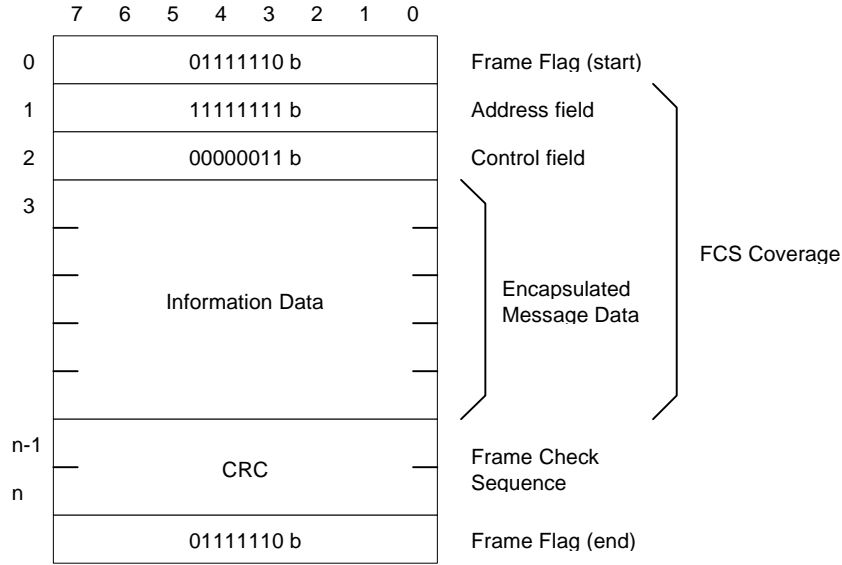 7 6 5 4 3 2 1 0
0 01111110 b Frame Flag (start)
1 11111111 b Address field
2 00000011 b Control field
3
FCS Coverage
Information Data
Encapsulated
Message Data
n-1
CRC
Frame Check
Sequence
n
01111110 b Frame Flag (end)